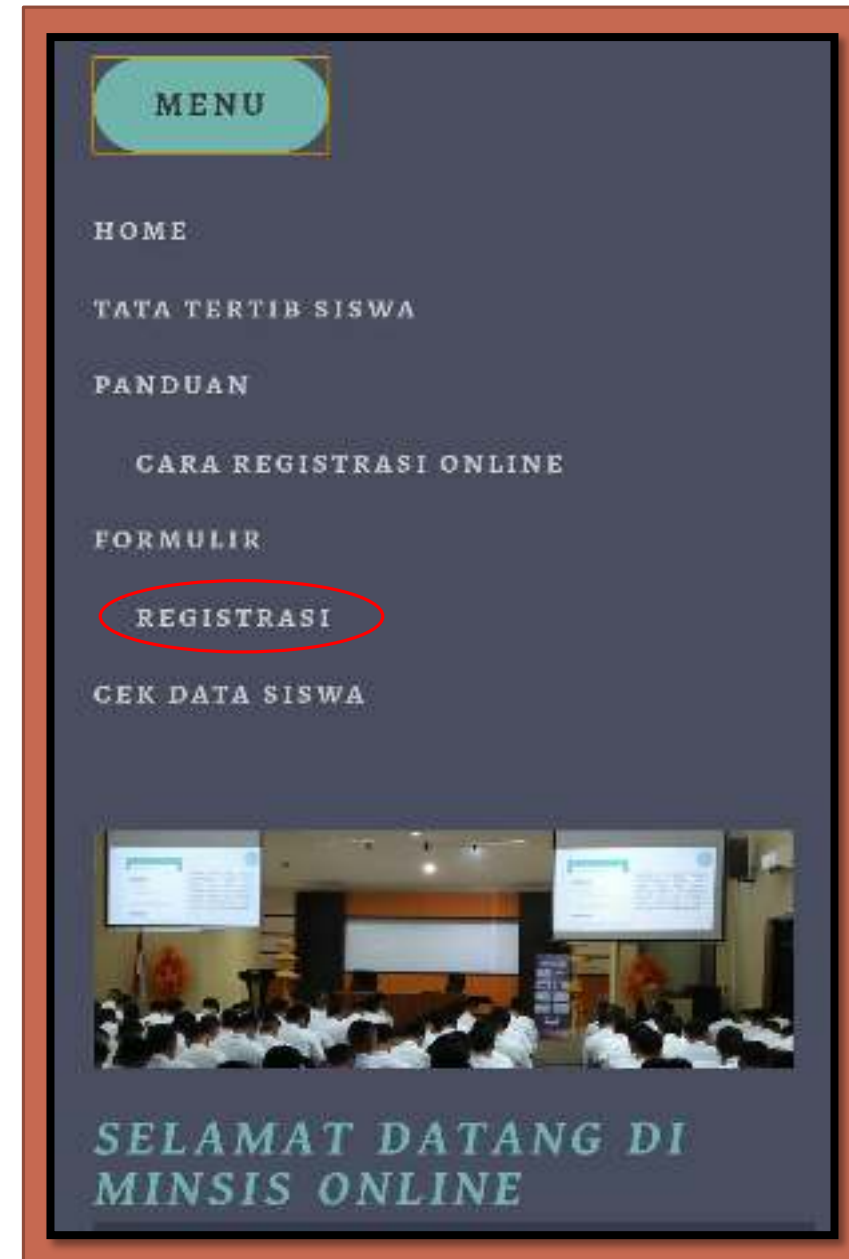 MENU
HOME
TATA TERTIB SISWA
PANDUAN
CARA REGISTRASI ONLINE
FORMULIR
REGISTRASI
CEK DATA SISWA
SELAMAT DATANG DI
MINSIS ONLINE